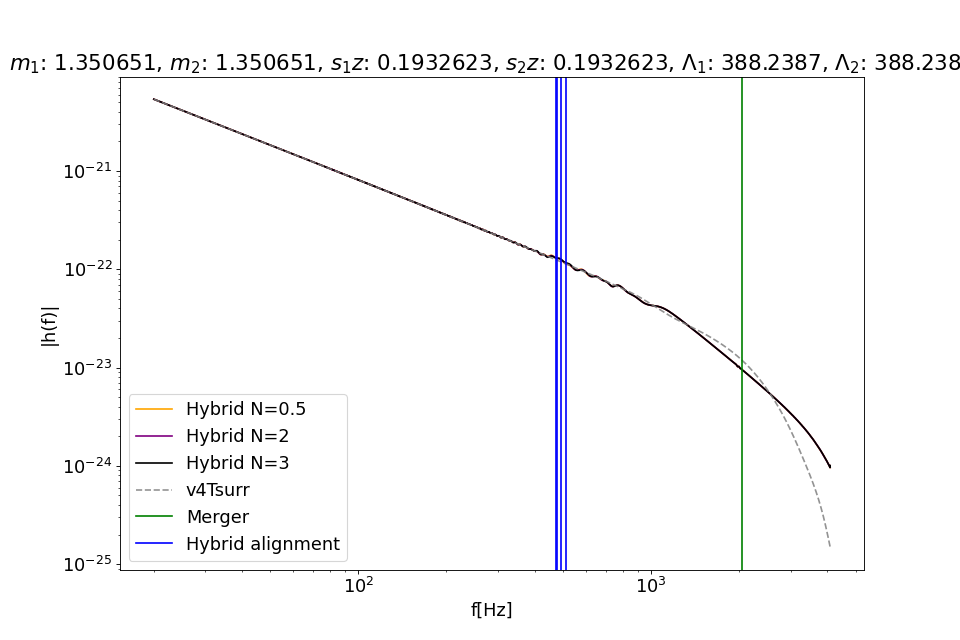 m₁: 1.350651, m₂: 1.350651, s₁z: 0.1932623, s₂z: 0.1932623, Λ₁: 388.2387, Λ₂: 388.238
10⁻²¹
10⁻²²
10⁻²³
10⁻²⁴
10⁻²⁵
|h(f)|
Hybrid N=0.5
Hybrid N=2
Hybrid N=3
v4Tsurr
Merger
Hybrid alignment
10² 10³
f[Hz]